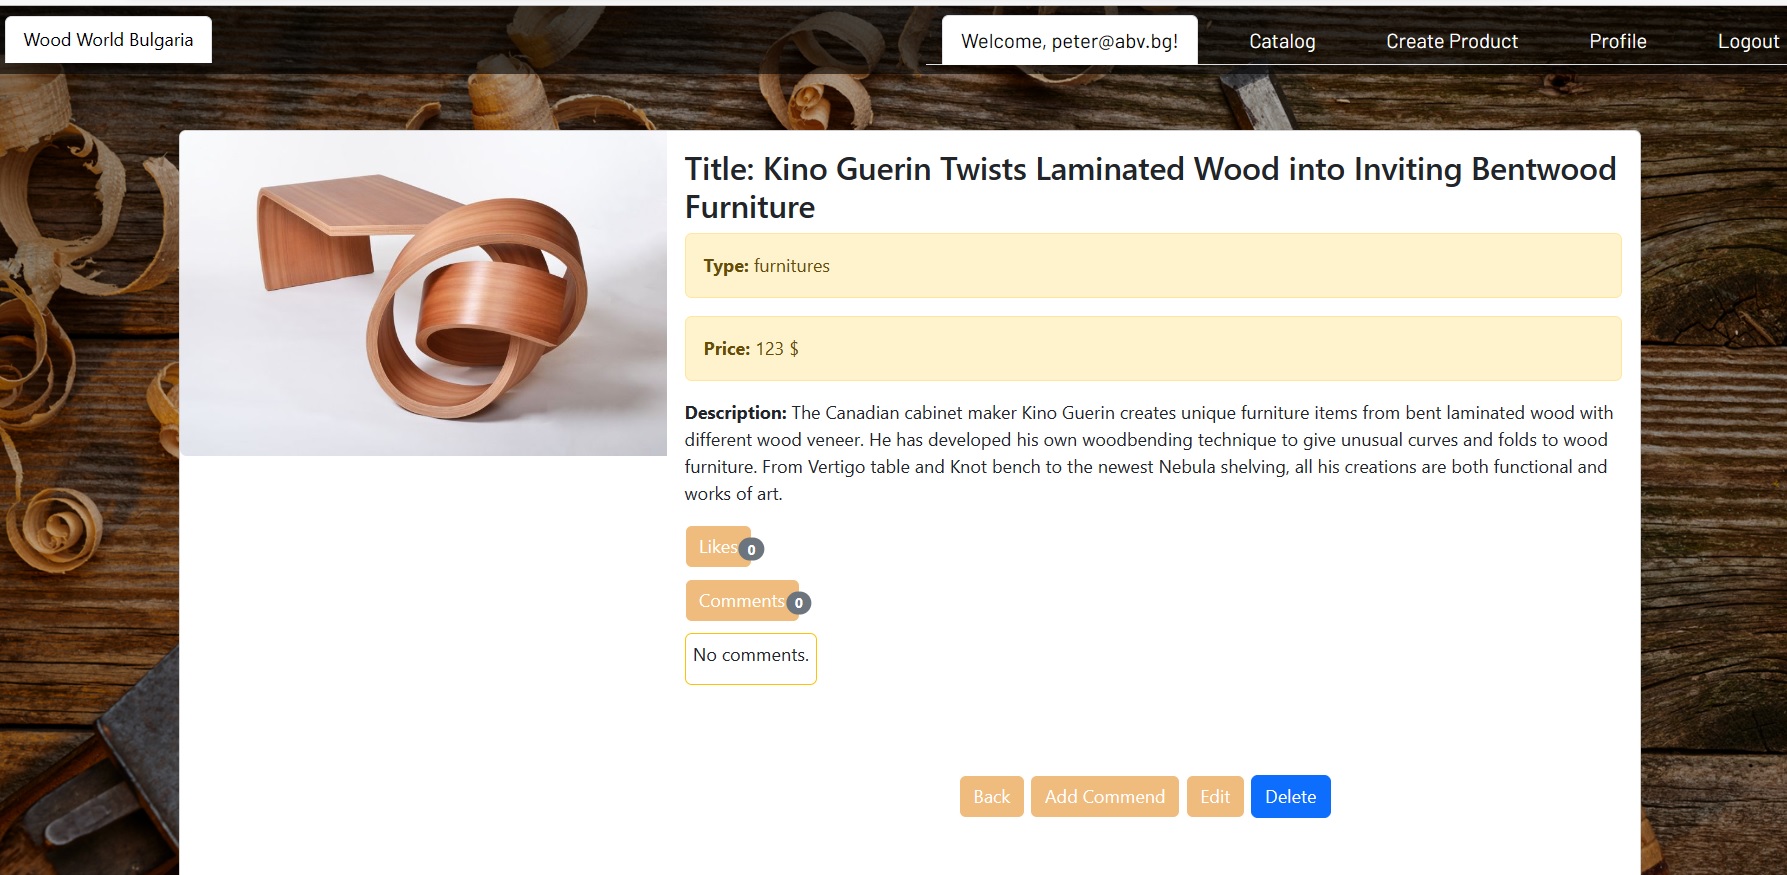 Wood World Bulgaria
Welcome, peter@abv.bg!
Catalog
Create Product
Profile
Logout
Title: Kino Guerin Twists Laminated Wood into Inviting Bentwood
Furniture
Type: furnitures
Price: 123 $
Description: The Canadian cabinet maker Kino Guerin creates unique furniture items from bent laminated wood with
different wood veneer. He has developed his own woodbending technique to give unusual curves and folds to wood
furniture. From Vertigo table and Knot bench to the newest Nebula shelving, all his creations are both functional and
works of art.
Likes 0
Comments 0
No comments.
Back
Add Commend
Edit
Delete